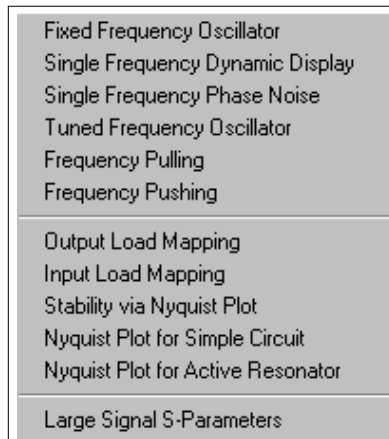 Fixed Frequency Oscillator
Single Frequency Dynamic Display
Single Frequency Phase Noise
Tuned Frequency Oscillator
Frequency Pulling
Frequency Pushing
Output Load Mapping
Input Load Mapping
Stability via Nyquist Plot
Nyquist Plot for Simple Circuit
Nyquist Plot for Active Resonator
Large Signal S-Parameters